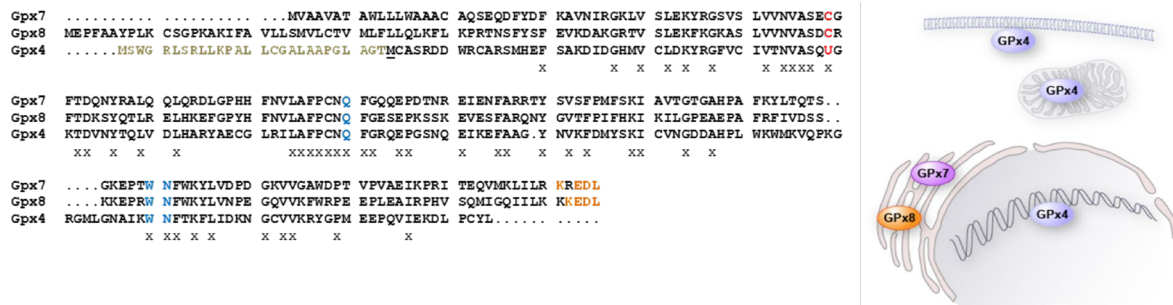 Gpx7 .......... .......... ....MVAAVAT AWLLLWAAAC AQSEQDFYDF KAVNIRGKLV SLEKYRGSVS LVVNVASECG
Gpx8 MEPFAAYPLK CSGPKAKIFA VLLSMVLCTV MLFLLQLKFL KPRTNSFYSF EVKDAKGRTV SLEKFKGKAS LVVNVASDCR
Gpx4 ......MSWG RLSRLLKPAL LCGALAAPGL AGTMCASRDD WRCARSMHEF SAKDIDGHMV CLDKYRGFVC IVTNVASQUG
x x x x x x x xxxx x
Gpx7 FTDQNYRALQ QLQRDLGPHH FNVLAFPCNQ FGQQEPDTNR EIENFARRTY SVSFPMFSKI AVTGTGAHPA FKYLTQTS..
Gpx8 FTDKSYQTLR ELHKEFGPYH FNVLAFPCNQ FGESEPKSSK EVESFARQNY GVTFPIFHKI KILGPEAEPA FRFIVDSS..
Gpx4 KTDVNYTQLV DLHARYAECG LRILAFPCNQ FGRQEPGSNQ EIKEFAAG.Y NVKFDMYSKI CVNGDDAHPL WKWMKVQPKG
xx x x x xxxxxxx xx xx x xx x x x xx x x
Gpx7 ....GKEPTW NFWKYLVDPD GKVVGAWDPT VPVAEIKPRI TEQVMKLILR KREDL
Gpx8 ....KKEPRW NFWKYLVNPE GQVVKFWRPE EPLEAIRPHV SQMIGQIILK KKEDL
Gpx4 RGMLGNAIKW NFTKFLIDKN GCVVKRYGPM EEPQVIEKDL PCYL...... .....
x xx x x x xx x x
GPx4
GPx4
GPx7
GPx8
GPx4